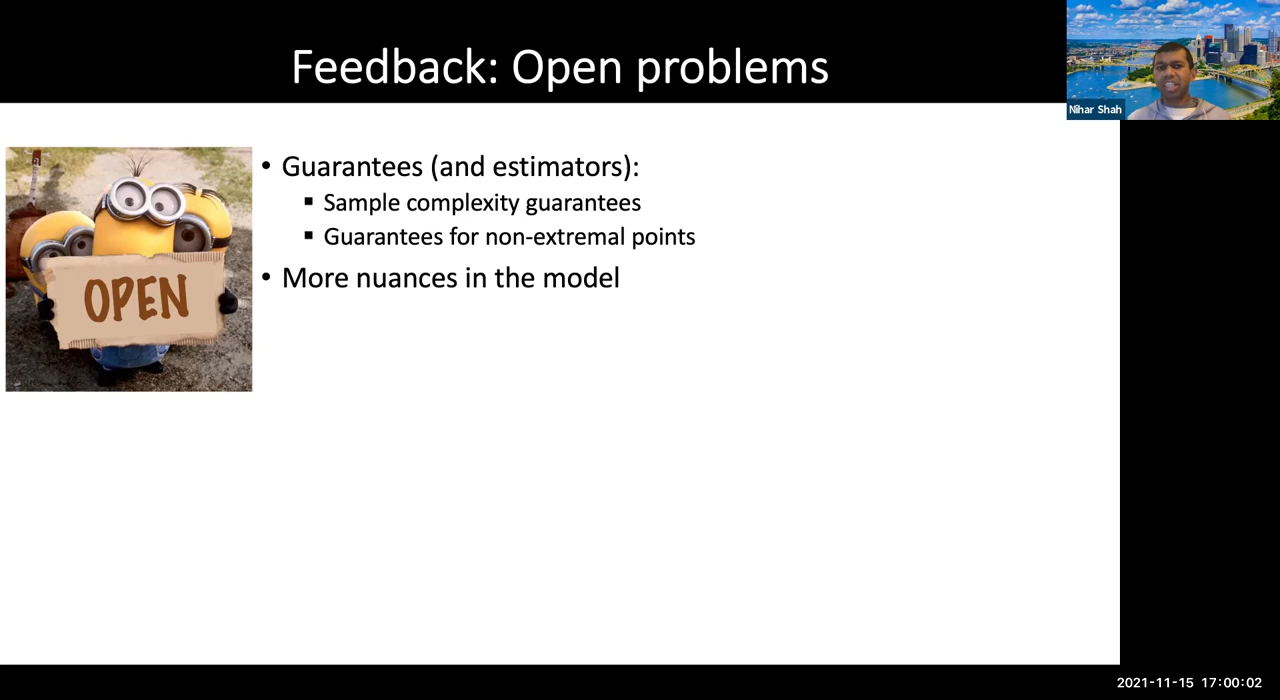 Feedback: Open problems
Nihar Shah
• Guarantees (and estimators):
▪ Sample complexity guarantees
▪ Guarantees for non-extremal points
• More nuances in the model
OPEN
2021-11-15 17:00:02